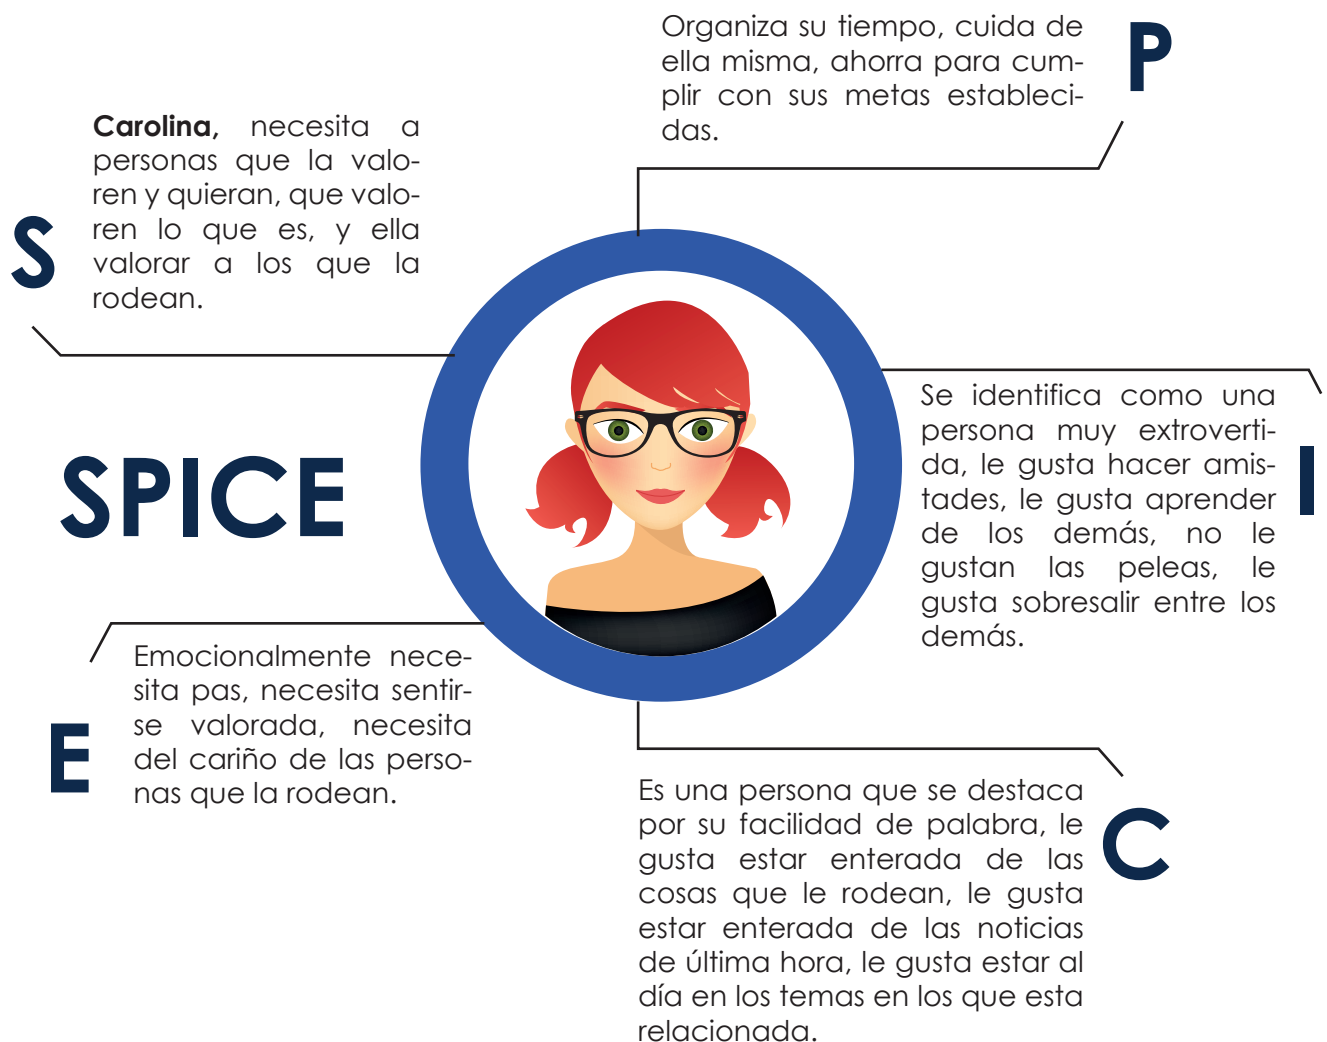 Organiza su tiempo, cuida de
ella misma, ahorra para cum-
plir con sus metas estableci-
das.
P
Carolina, necesita a
personas que la valo-
ren y quieran, que valo-
ren lo que es, y ella
valorar a los que la
rodean.
S
Se identifica como una
persona muy extroverti-
da, le gusta hacer amis-
tades, le gusta aprender
de los demás, no le
gustan las peleas, le
gusta sobresalir entre los
demás.
I
SPICE
Emocionalmente nece-
sita pas, necesita sentir-
se valorada, necesita
del cariño de las perso-
nas que la rodean.
E
Es una persona que se destaca
por su facilidad de palabra, le
gusta estar enterada de las
cosas que le rodean, le gusta
estar enterada de las noticias
de última hora, le gusta estar al
día en los temas en los que esta
relacionada.
C